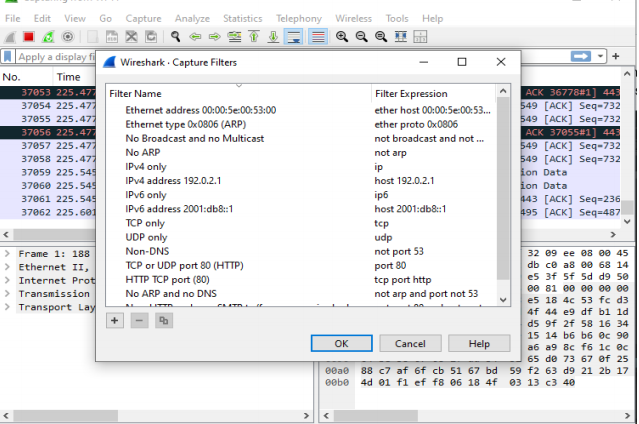 File Edit View Go Capture Analyze Statistics Telephony Wireless Tools Help
Apply a display fi
No. Time
Wireshark · Capture Filters
Filter Name Filter Expression
Ethernet address 00:00:5e:00:53:00 ether host 00:00:5e:00:53...
Ethernet type 0x0806 (ARP) ether proto 0x0806
No Broadcast and no Multicast not broadcast and not ...
No ARP not arp
IPv4 only ip
IPv4 address 192.0.2.1 host 192.0.2.1
IPv6 only ip6
IPv6 address 2001:db8::1 host 2001:db8::1
TCP only tcp
UDP only udp
Non-DNS not port 53
TCP or UDP port 80 (HTTP) port 80
HTTP TCP port (80) tcp port http
No ARP and no DNS not arp and port not 53
OK Cancel Help
37053 225.477 ACK 36778#1] 443
37054 225.477 549 [ACK] Seq=732
37055 225.477 549 [ACK] Seq=732
37056 225.477 ACK 37055#1] 443
37057 225.477 549 [ACK] Seq=732
37058 225.477 549 [ACK] Seq=732
37059 225.545 ion Data
37060 225.545 ion Data
37061 225.545 443 [ACK] Seq=236
37062 225.601 495 [ACK] Seq=487
Frame 1: 188
Ethernet II,
Internet Prot
Transmission
Transport Lay
32 09 ee 08 00 45
db c0 a8 00 68 14
e5 3f 5f 5d d9 50
00 81 00 00 00 00
e5 18 4c 53 fc d3
4f 44 e9 df b1 1d
d5 9f 2f 58 16 34
15 14 b6 b6 0c 90
a6 a9 8c f6 1c 0c
65 d0 73 67 0f 25
00a0 88 c7 af 6f cb 51 67 bd 59 f2 63 d9 21 2b 17
00b0 4d 01 f1 ef f8 06 18 4f 03 13 c3 40